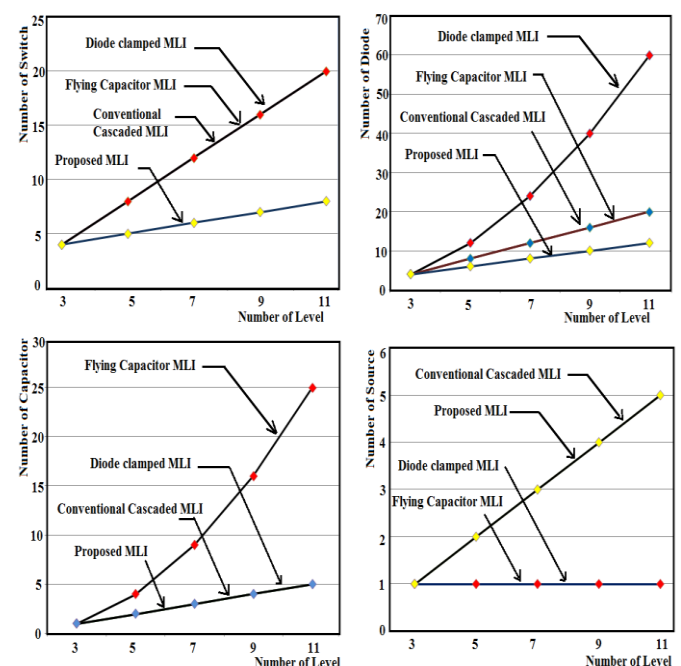 Number of Switch
25
20
15
10
5
0
Diode clamped MLI
Flying Capacitor MLI
Conventional
Cascaded MLI
Proposed MLI
3 5 7 9 11
Number of Level
Number of Diode
70
60
50
40
30
20
10
0
Diode clamped MLI
Flying Capacitor MLI
Conventional Cascaded MLI
Proposed MLI
3 5 7 9 11
Number of Level
Number of Capacitor
30
25
20
15
10
5
0
Flying Capacitor MLI
Diode clamped MLI
Conventional Cascaded MLI
Proposed MLI
3 5 7 9 11
Number of Level
Number of Source
6
5
4
3
2
1
0
Conventional Cascaded MLI
Proposed MLI
Diode clamped MLI
Flying Capacitor MLI
3 5 7 9 11
Number of Level